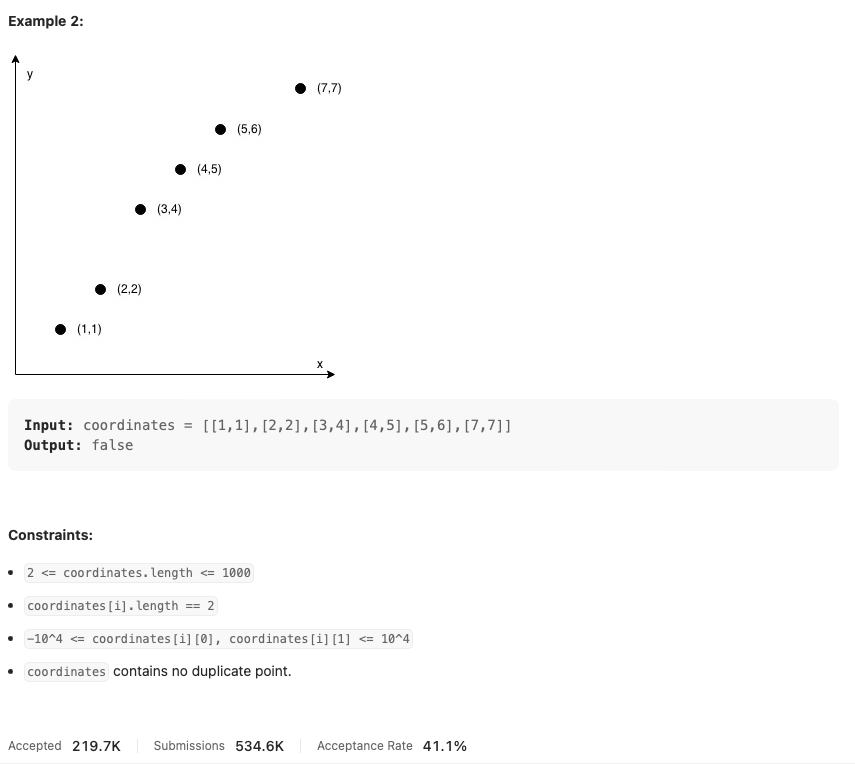 Example 2:
y
(7,7)
(5,6)
(4,5)
(3,4)
(2,2)
(1,1)
x
Input: coordinates = [[1,1],[2,2],[3,4],[4,5],[5,6],[7,7]]
Output: false
Constraints:
• 2 <= coordinates.length <= 1000
• coordinates[i].length == 2
• -10^4 <= coordinates[i][0], coordinates[i][1] <= 10^4
• coordinates contains no duplicate point.
Accepted 219.7K Submissions 534.6K Acceptance Rate 41.1%